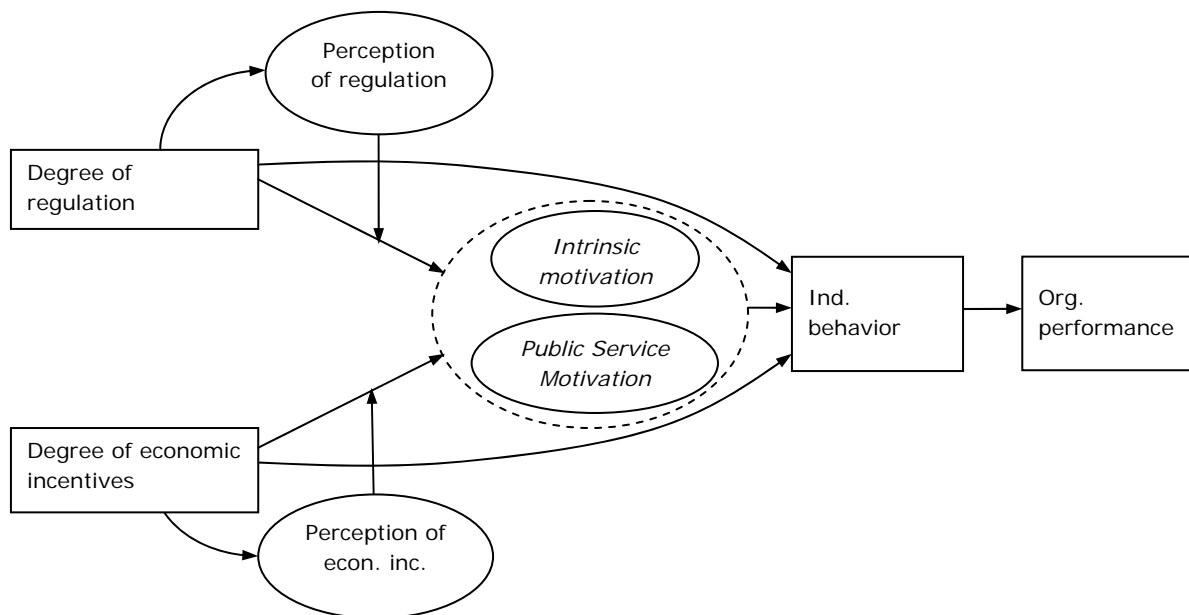 Perception
of regulation
Degree of
regulation
Intrinsic
motivation
Public Service
Motivation
Ind.
behavior
Org.
performance
Degree of economic
incentives
Perception of
econ. inc.